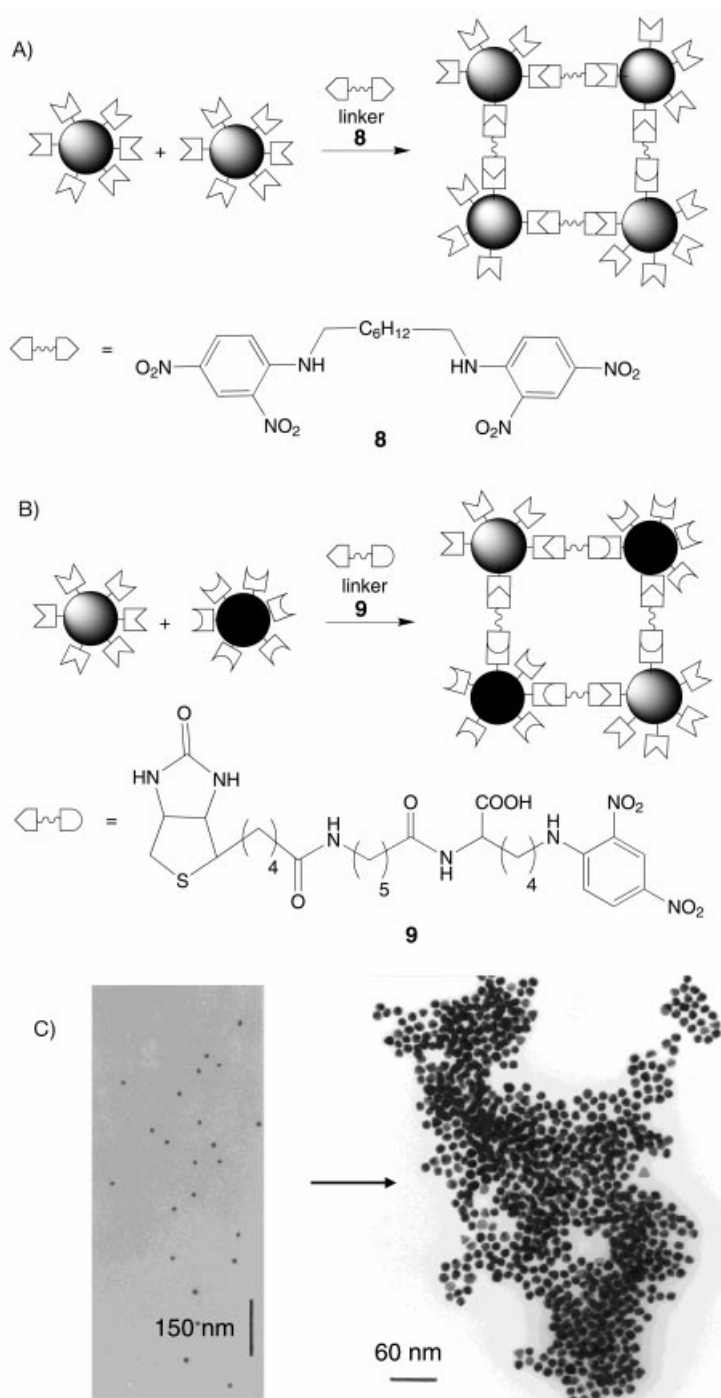 A)
linker
8
+
=
C₆H₁₂
NH HN
O₂N NO₂
NO₂ O₂N
8
B)
linker
9
+
=
O
HN NH
O COOH H NO₂
H N
( )4 N ( )5 N H ( )4
S O NO₂
9
C)
150 nm
60 nm